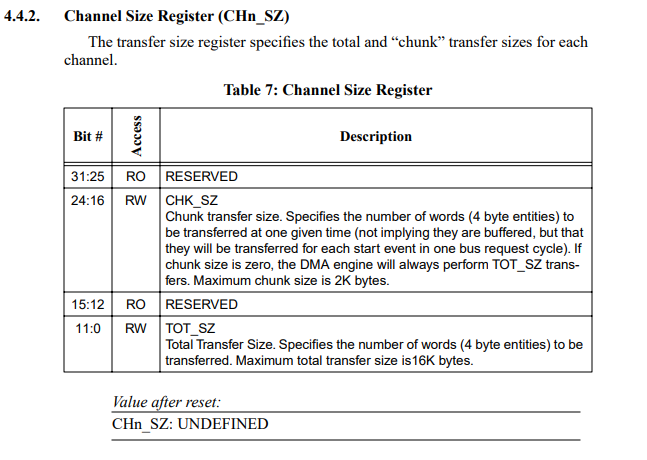 4.4.2. Channel Size Register (CHn_SZ)
The transfer size register specifies the total and “chunk” transfer sizes for each
channel.
Table 7: Channel Size Register
Bit # Access Description
31:25 RO RESERVED
24:16 RW CHK_SZ
Chunk transfer size. Specifies the number of words (4 byte entities) to
be transferred at one given time (not implying they are buffered, but that
they will be transferred for each start event in one bus request cycle). If
chunk size is zero, the DMA engine will always perform TOT_SZ trans-
fers. Maximum chunk size is 2K bytes.
15:12 RO RESERVED
11:0 RW TOT_SZ
Total Transfer Size. Specifies the number of words (4 byte entities) to be
transferred. Maximum total transfer size is16K bytes.
Value after reset:
CHn_SZ: UNDEFINED